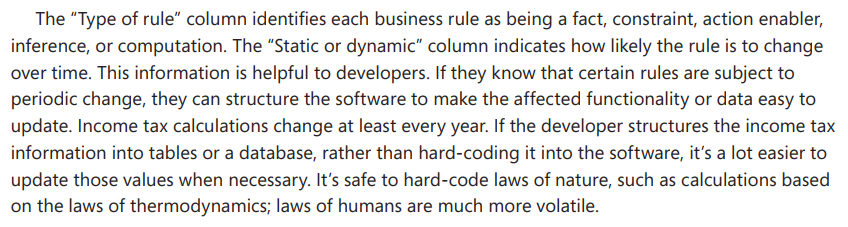 The “Type of rule” column identifies each business rule as being a fact, constraint, action enabler,
inference, or computation. The “Static or dynamic” column indicates how likely the rule is to change
over time. This information is helpful to developers. If they know that certain rules are subject to
periodic change, they can structure the software to make the affected functionality or data easy to
update. Income tax calculations change at least every year. If the developer structures the income tax
information into tables or a database, rather than hard-coding it into the software, it’s a lot easier to
update those values when necessary. It’s safe to hard-code laws of nature, such as calculations based
on the laws of thermodynamics; laws of humans are much more volatile.